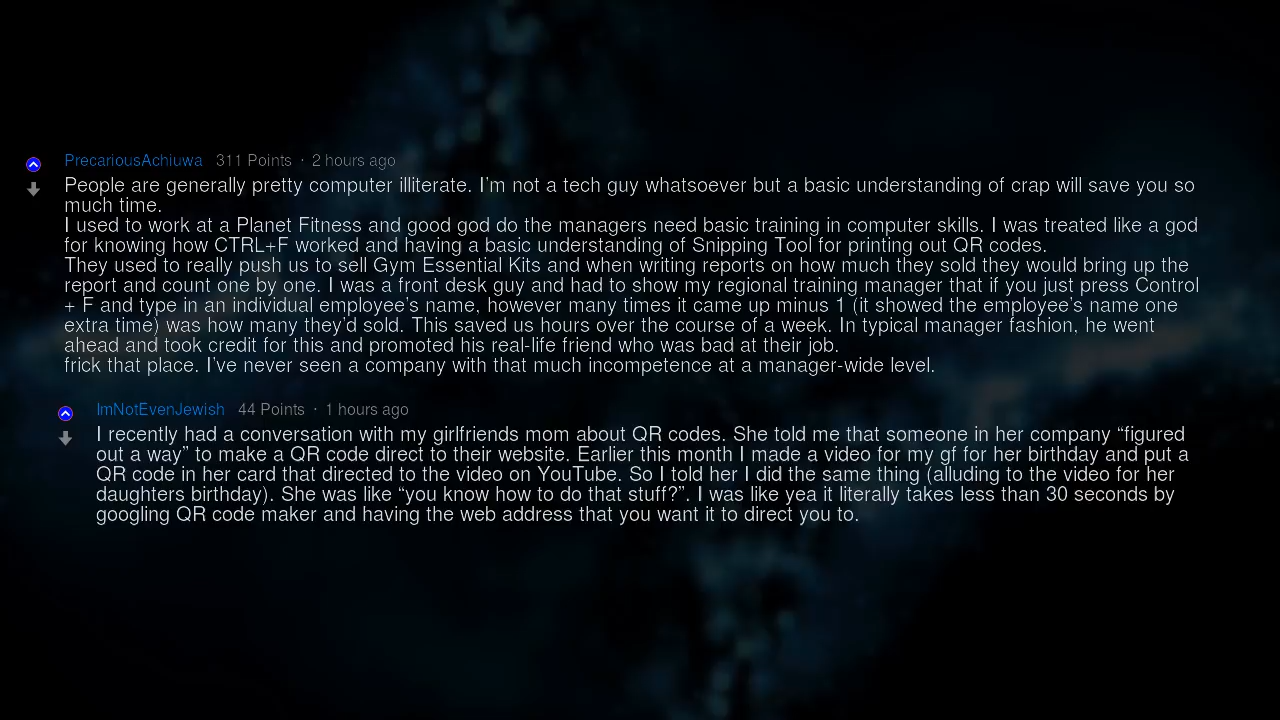 PrecariousAchiuwa 311 Points · 2 hours ago
People are generally pretty computer illiterate. I'm not a tech guy whatsoever but a basic understanding of crap will save you so
much time.
I used to work at a Planet Fitness and good god do the managers need basic training in computer skills. I was treated like a god
for knowing how CTRL+F worked and having a basic understanding of Snipping Tool for printing out QR codes.
They used to really push us to sell Gym Essential Kits and when writing reports on how much they sold they would bring up the
report and count one by one. I was a front desk guy and had to show my regional training manager that if you just press Control
+ F and type in an individual employee's name, however many times it came up minus 1 (it showed the employee's name one
extra time) was how many they'd sold. This saved us hours over the course of a week. In typical manager fashion, he went
ahead and took credit for this and promoted his real-life friend who was bad at their job.
frick that place. I've never seen a company with that much incompetence at a manager-wide level.
ImNotEvenJewish 44 Points · 1 hours ago
I recently had a conversation with my girlfriends mom about QR codes. She told me that someone in her company “figured
out a way” to make a QR code direct to their website. Earlier this month I made a video for my gf for her birthday and put a
QR code in her card that directed to the video on YouTube. So I told her I did the same thing (alluding to the video for her
daughters birthday). She was like “you know how to do that stuff?”. I was like yea it literally takes less than 30 seconds by
googling QR code maker and having the web address that you want it to direct you to.